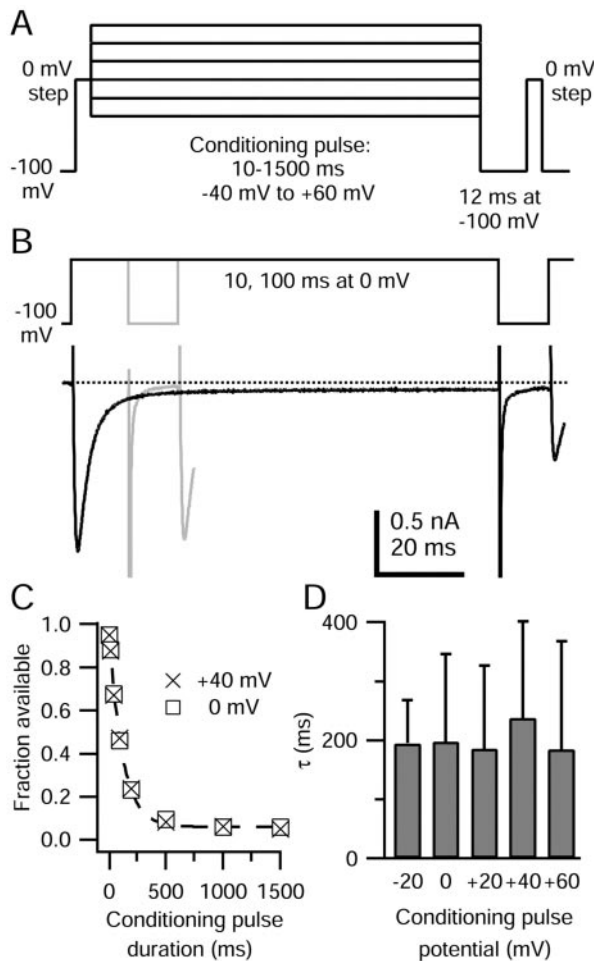 A
0 mV
step
0 mV
step
Conditioning pulse:
10-1500 ms
-40 mV to +60 mV
-100
mV
12 ms at
-100 mV
B
10, 100 ms at 0 mV
-100
mV
0.5 nA
20 ms
C
1.0
0.8
0.6
0.4
0.2
0.0
Fraction available
+40 mV
0 mV
0 500 1000 1500
Conditioning pulse
duration (ms)
D
400
200
0
τ (ms)
-20 0 +20 +40 +60
Conditioning pulse
potential (mV)